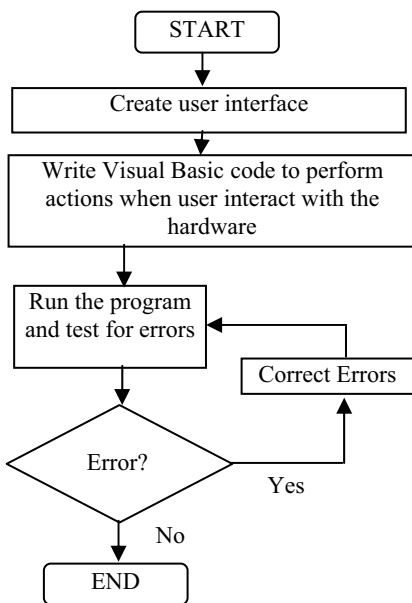 START
Create user interface
Write Visual Basic code to perform
actions when user interact with the
hardware
Run the program
and test for errors
Correct Errors
Error?
Yes
No
END